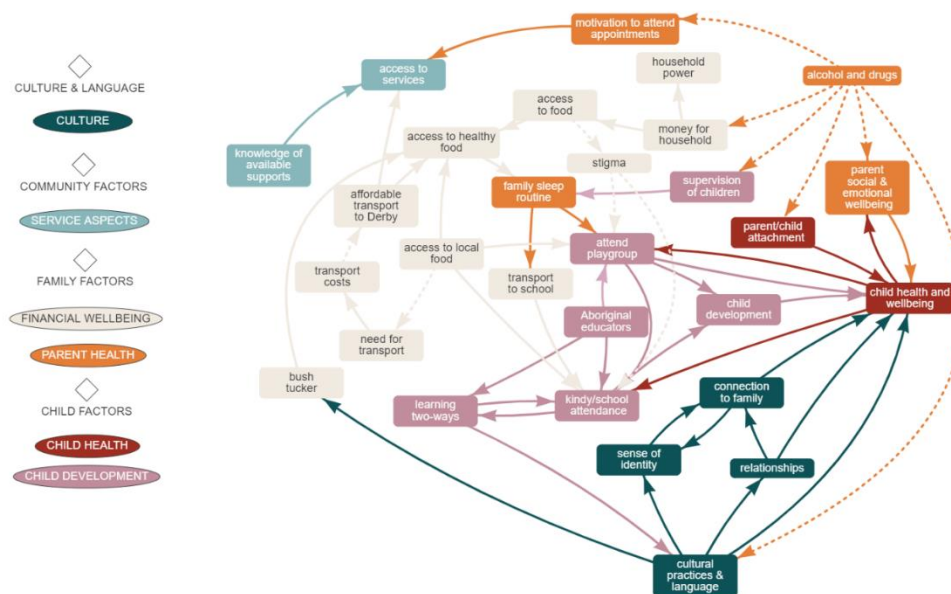 CULTURE & LANGUAGE
CULTURE
COMMUNITY FACTORS
SERVICE ASPECTS
FAMILY FACTORS
FINANCIAL WELLBEING
PARENT HEALTH
CHILD FACTORS
CHILD HEALTH
CHILD DEVELOPMENT
motivation to attend
appointments
access to
services
household
power
alcohol and drugs
access
to food
money for
household
access to healthy
food
knowledge of
available
supports
stigma
family sleep
routine
supervision
of children
parent
social &
emotional
wellbeing
affordable
transport
to Derby
parent/child
attachment
attend
playgroup
access to local
food
transport
costs
transport
to school
child health and
wellbeing
child
development
Aboriginal
educators
need for
transport
bush
tucker
learning
two-ways
kindy/school
attendance
connection
to family
sense of
identity
relationships
cultural
practices &
language